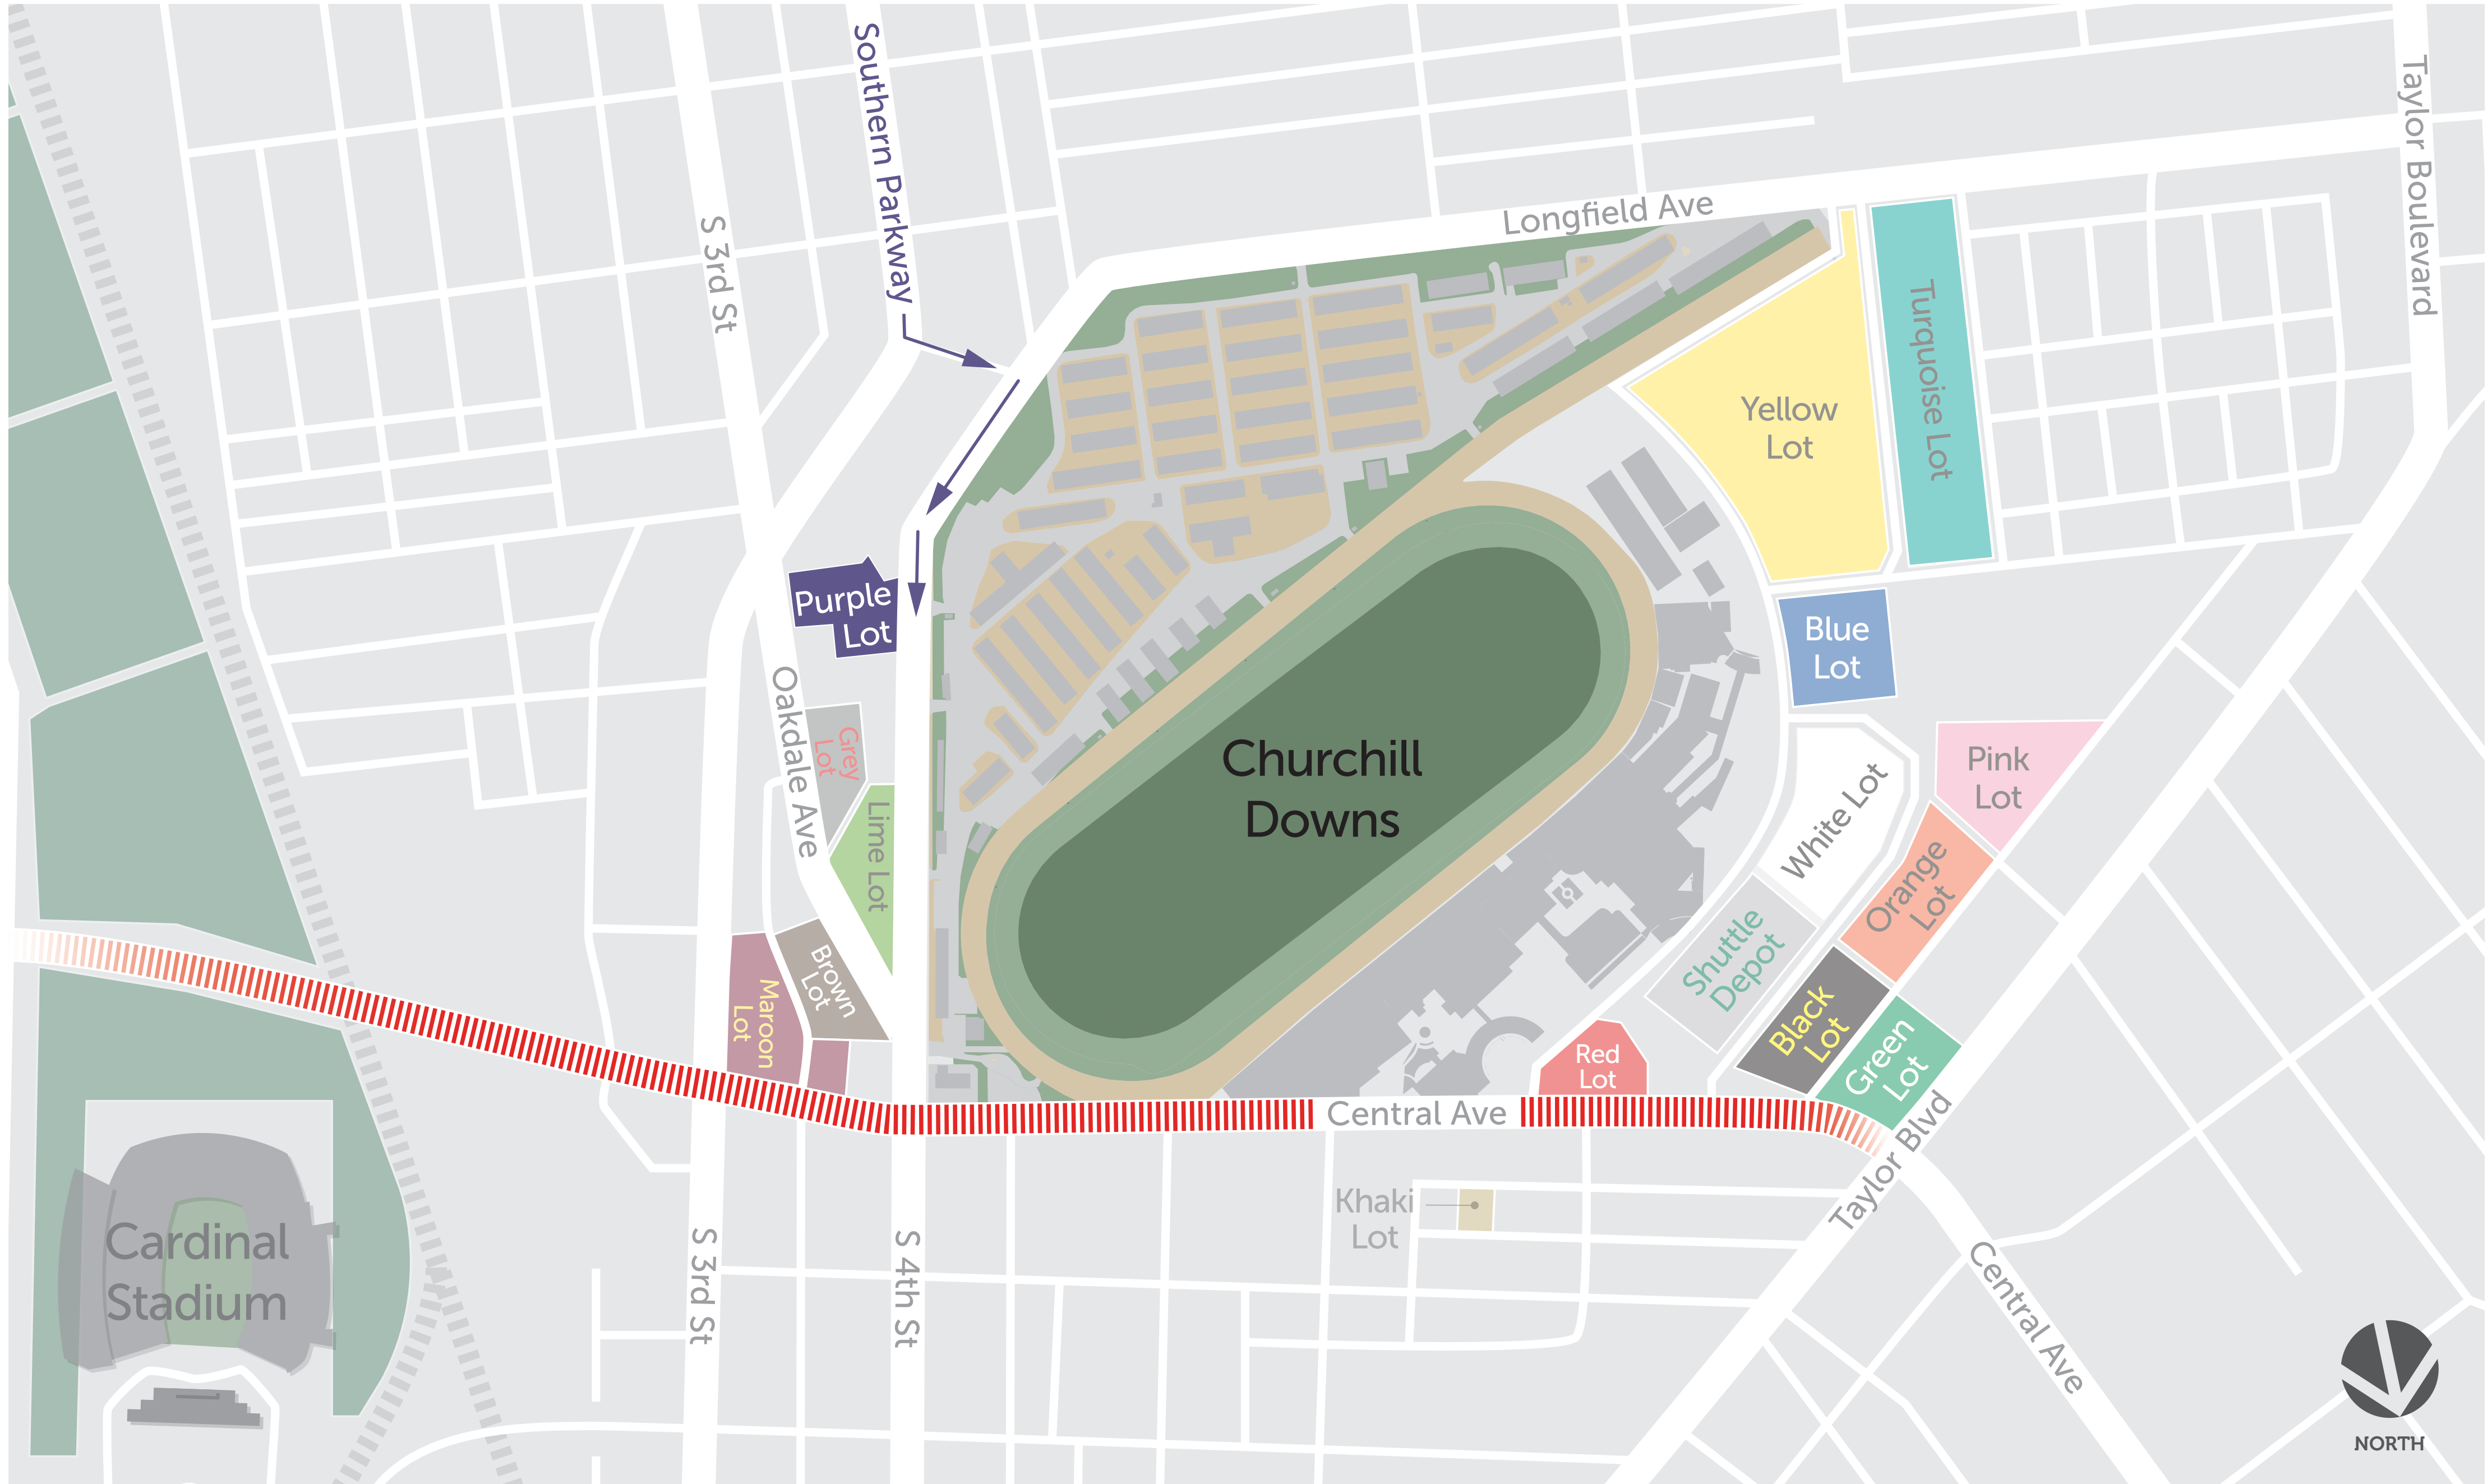 Southern Parkway
Taylor Boulevard
S 3rd St
Longfield Ave
Turquoise Lot
Yellow
Lot
Purple
Lot
Blue
Lot
Oakdale Ave
Grey
Lot
Churchill
Downs
Pink
Lot
White Lot
Lime Lot
Orange
Lot
Shuttle
Depot
Brown
Lot
Maroon
Lot
Black
Lot
Green
Lot
Red
Lot
Central Ave
Taylor Blvd
Khaki
Lot
Cardinal
Stadium
S 3rd St
S 4th St
Central Ave
NORTH